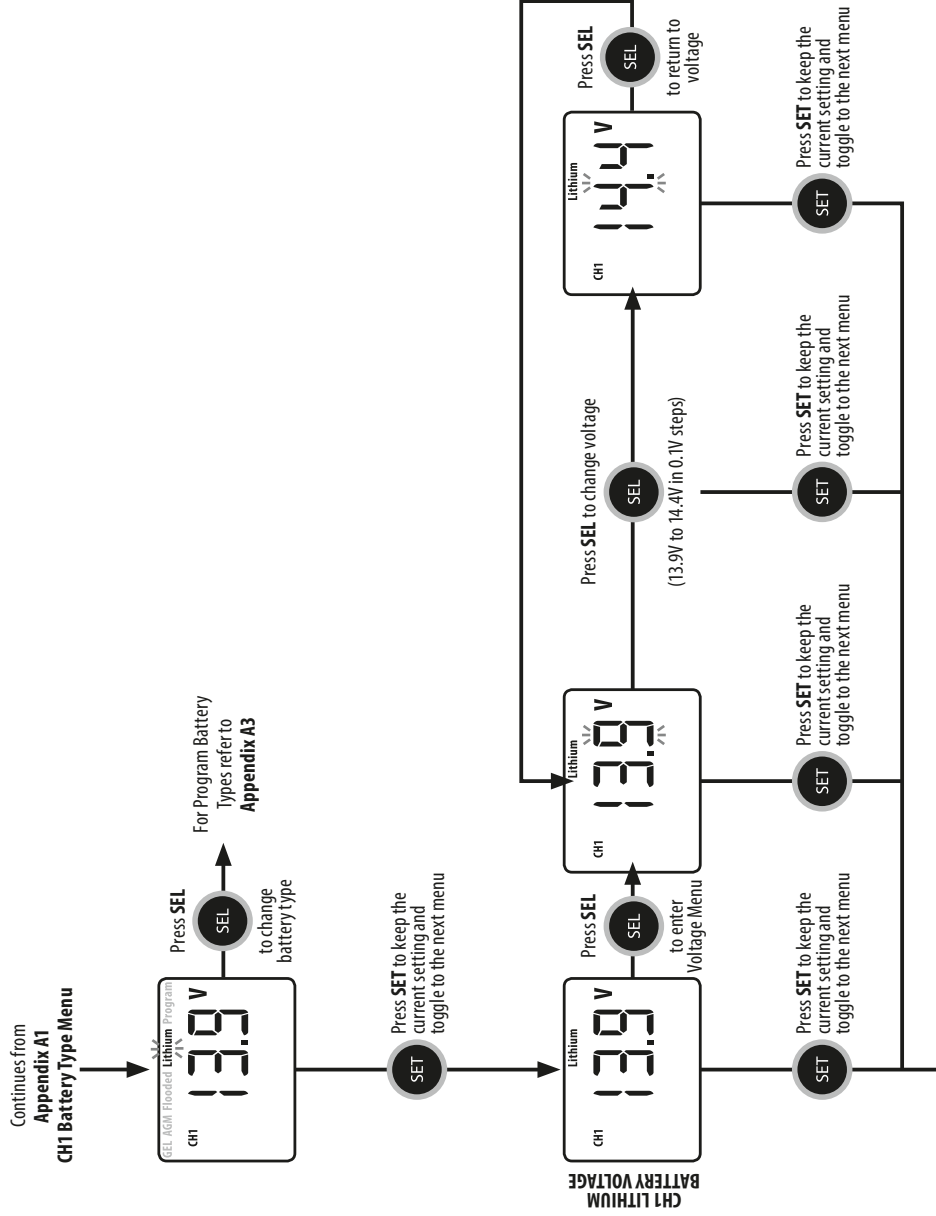 Continues from
Appendix A1
CH1 Battery Type Menu
GEL AGM Flooded Lithium Program
CH1
13.9 V
Press SEL
SEL
to change
battery type
For Program Battery
Types refer to
Appendix A3
SET
Press SET to keep the
current setting and
toggle to the next menu
CH1 LITHIUM
BATTERY VOLTAGE
Lithium
CH1
13.9 V
Press SEL
SEL
to enter
Voltage Menu
Lithium
CH1
13.9 V
Press SEL to change voltage
SEL
(13.9V to 14.4V in 0.1V steps)
Lithium
CH1
14.4 V
Press SEL
SEL
to return to
voltage
SET
Press SET to keep the
current setting and
toggle to the next menu
SET
Press SET to keep the
current setting and
toggle to the next menu
SET
Press SET to keep the
current setting and
toggle to the next menu
SET
Press SET to keep the
current setting and
toggle to the next menu